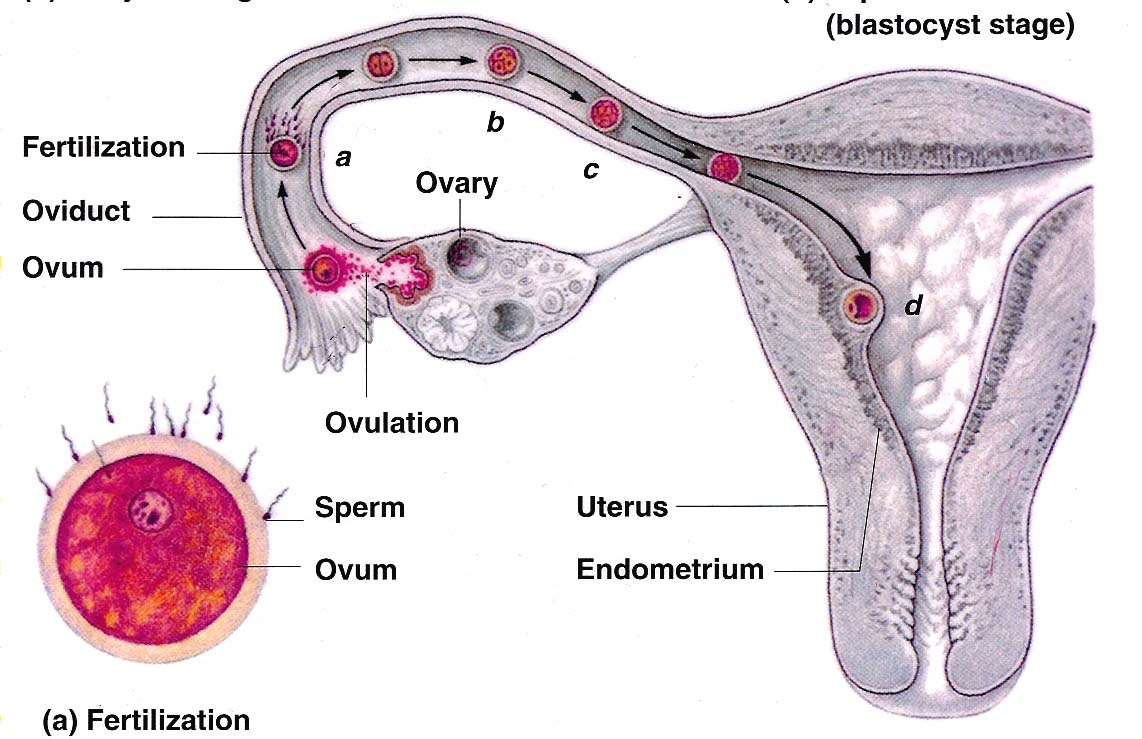 (blastocyst stage)
b
Fertilization
a
c
Ovary
Oviduct
Ovum
d
Ovulation
Sperm
Uterus
Ovum
Endometrium
(a) Fertilization